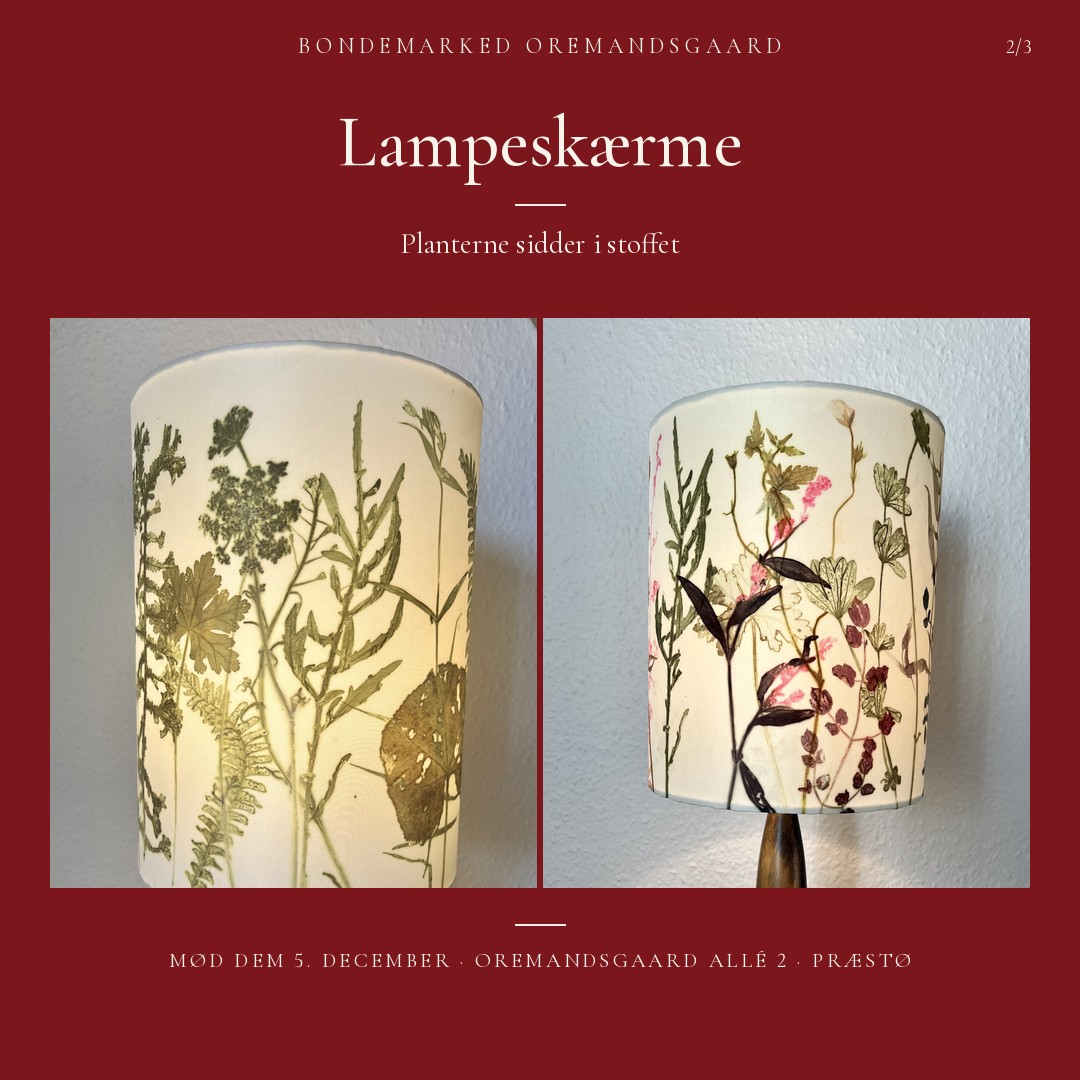 BONDEMARKED OREMANDSGAARD
2/3
Lampeskærme
Planterne sidder i stoffet
MØD DEM 5. DECEMBER · OREMANDSGAARD ALLÉ 2 · PRÆSTØ